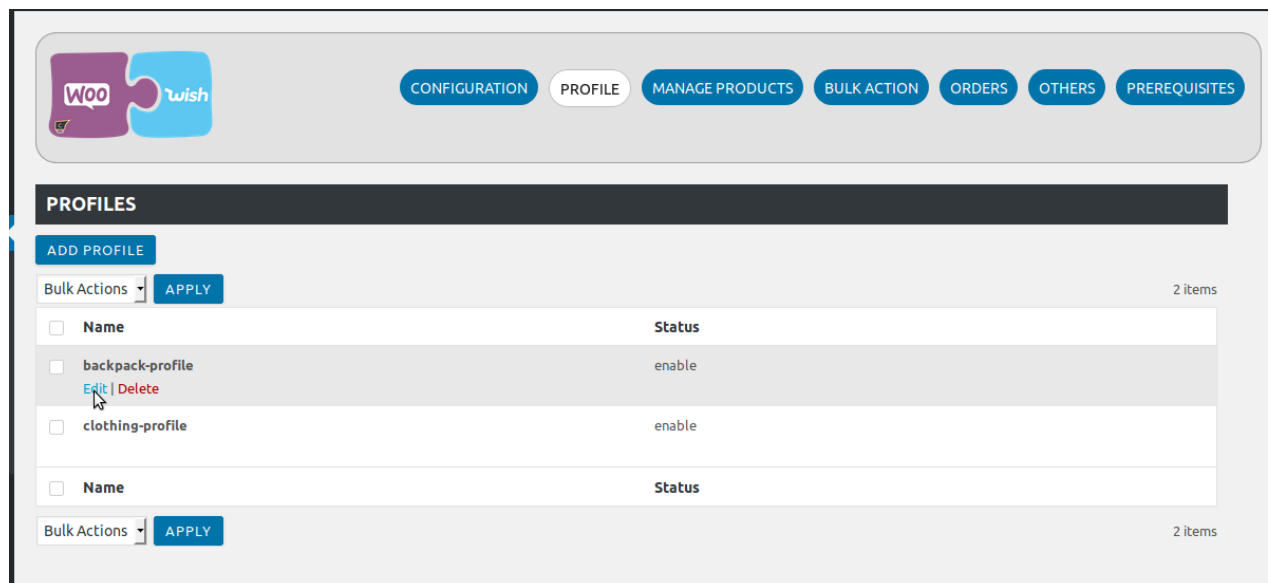 WOO wish
CONFIGURATION PROFILE MANAGE PRODUCTS BULK ACTION ORDERS OTHERS PREREQUISITES
PROFILES
ADD PROFILE
Bulk Actions APPLY 2 items
Name Status
backpack-profile enable
Edit | Delete
clothing-profile enable
Name Status
Bulk Actions APPLY 2 items